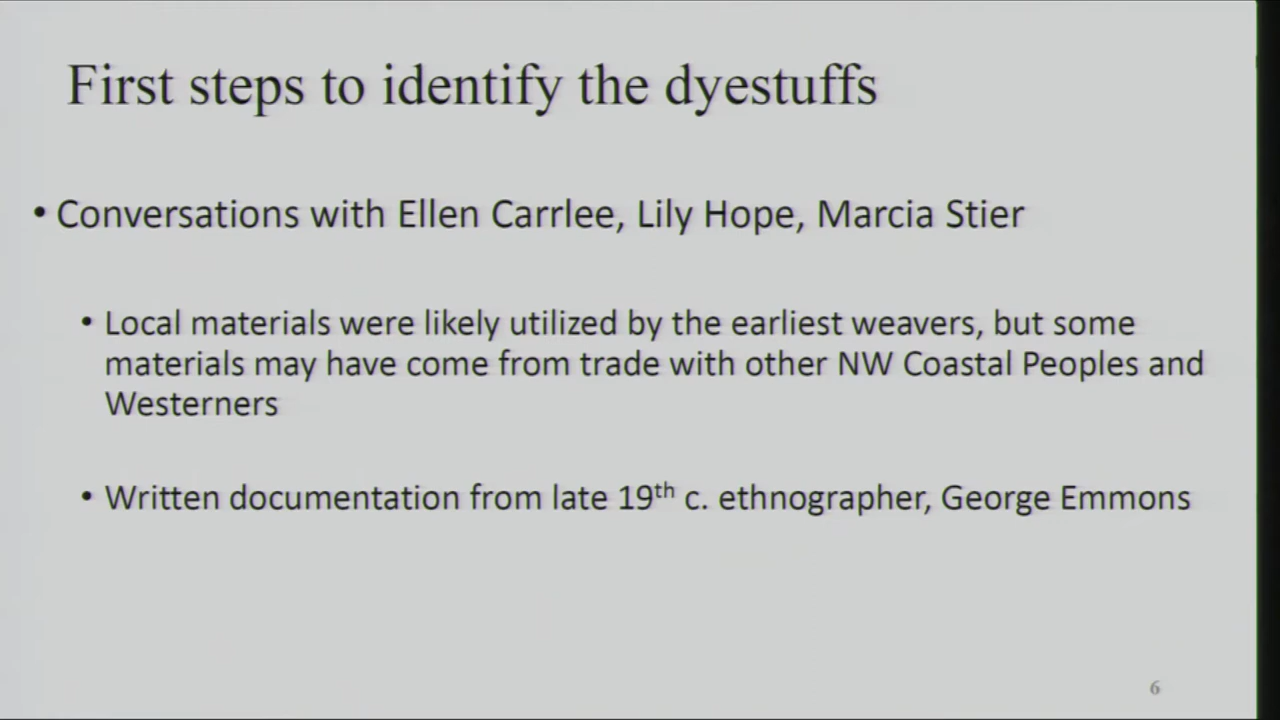 First steps to identify the dyestuffs
• Conversations with Ellen Carrlee, Lily Hope, Marcia Stier
• Local materials were likely utilized by the earliest weavers, but some
materials may have come from trade with other NW Coastal Peoples and
Westerners
• Written documentation from late 19th c. ethnographer, George Emmons
6